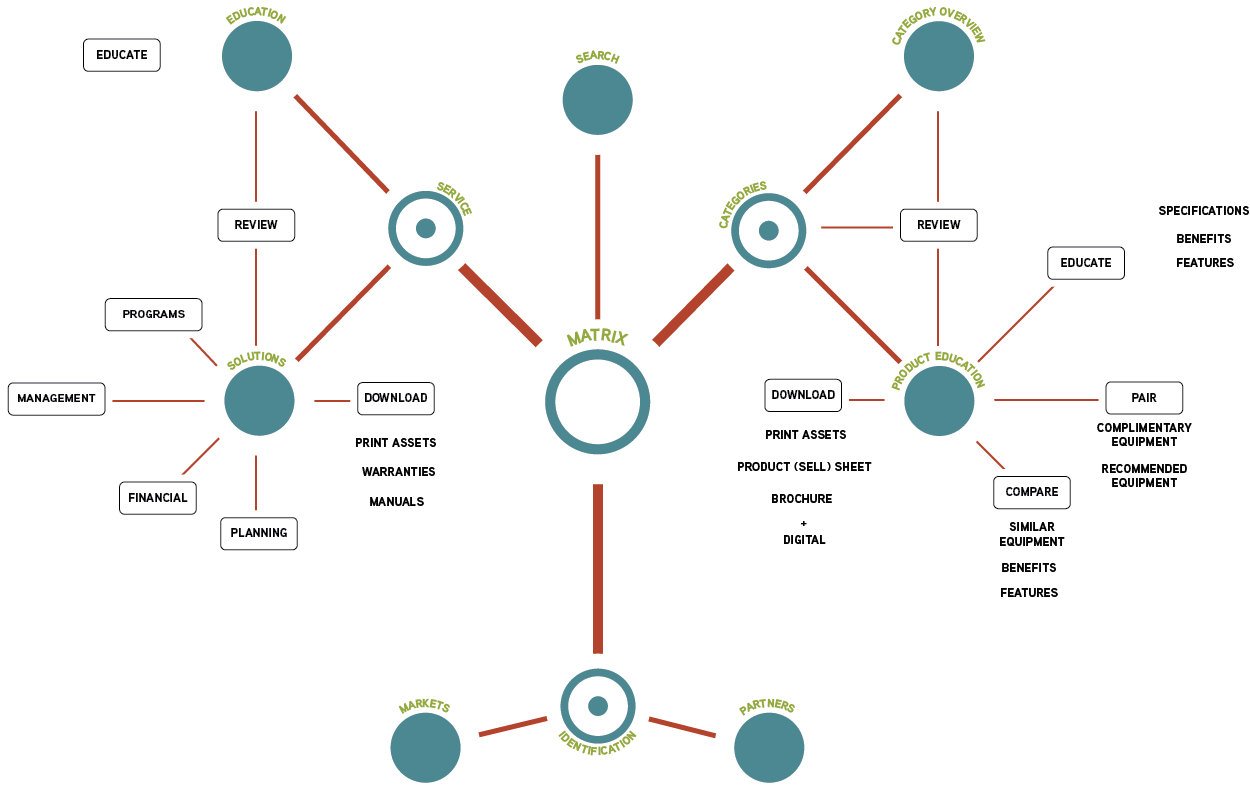 EDUCATION
CATEGORY OVERVIEW
EDUCATE
SEARCH
SERVICE
CATEGORIES
REVIEW
REVIEW
SPECIFICATIONS
BENEFITS
FEATURES
EDUCATE
PROGRAMS
MATRIX
SOLUTIONS
PRODUCT EDUCATION
MANAGEMENT
DOWNLOAD
PRINT ASSETS
WARRANTIES
MANUALS
DOWNLOAD
PRINT ASSETS
PRODUCT (SELL) SHEET
BROCHURE
+
DIGITAL
PAIR
COMPLIMENTARY
EQUIPMENT
RECOMMENDED
EQUIPMENT
FINANCIAL
PLANNING
COMPARE
SIMILAR
EQUIPMENT
BENEFITS
FEATURES
MARKETS
IDENTIFICATION
PARTNERS